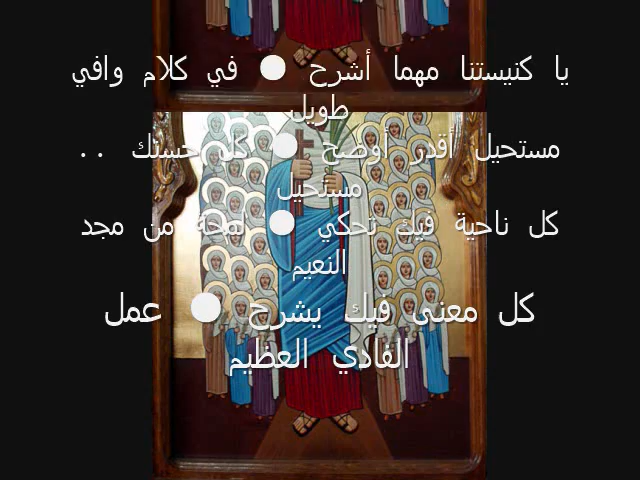 يا كنيستنا مهما أشرح ● في كلام وافي
طويل
مستحيل أقدر أوضح ● كل حسنك ..
مستحيل
كل ناحية فيك تحكي ● لمحة من مجد
النعيم
كل معنى فيك يشرح ● عمل
الفادي العظيم